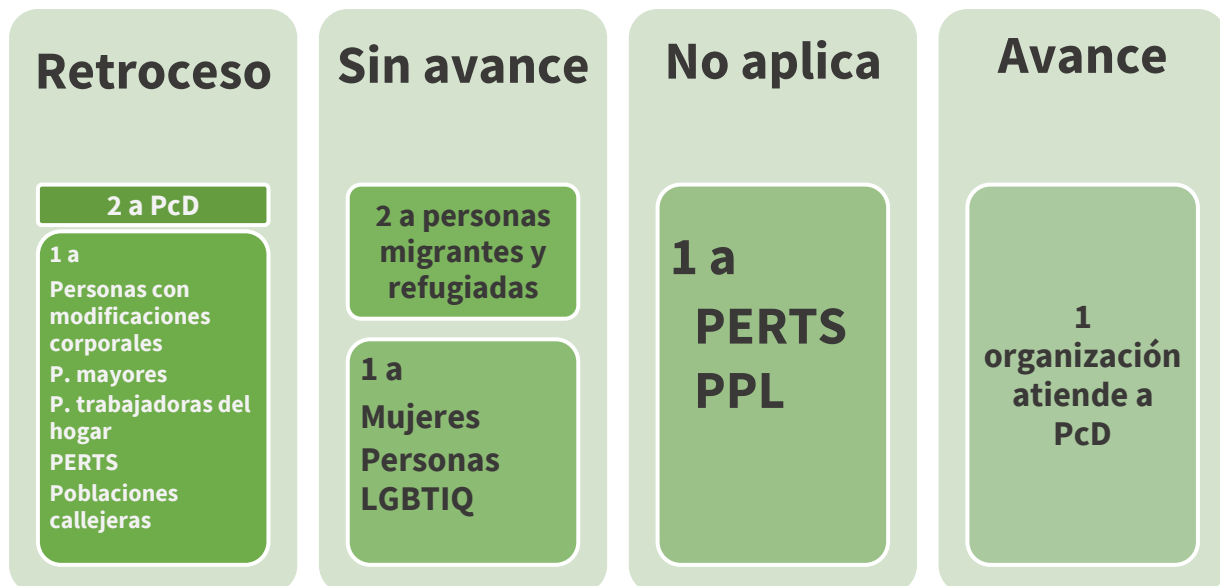 Retroceso
2 a PcD
1 a
Personas con
modificaciones
corporales
P. mayores
P. trabajadoras del
hogar
PERTS
Poblaciones
callejeras
Sin avance
2 a personas
migrantes y
refugiadas
1 a
Mujeres
Personas
LGBTIQ
No aplica
1 a
PERTS
PPL
Avance
1
organización
atiende a
PcD